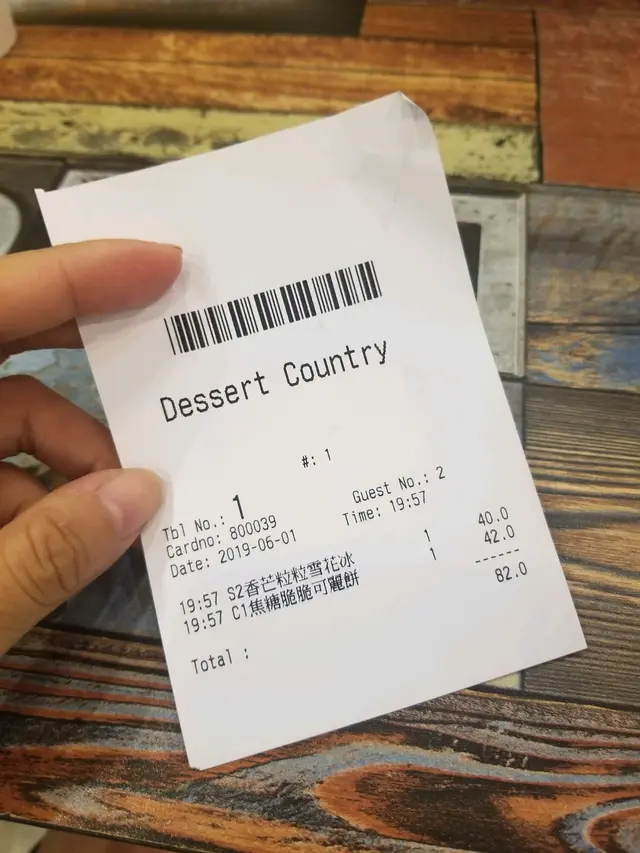 Dessert Country
#: 1
Tbl No.: 1 Guest No.: 2
Cardno: 800039 Time: 19:57
Date: 2019-06-01
19:57 S2香芒粒粒雪花冰 1 40.0
19:57 C1焦糖脆脆可麗餅 1 42.0
------
Total : 82.0